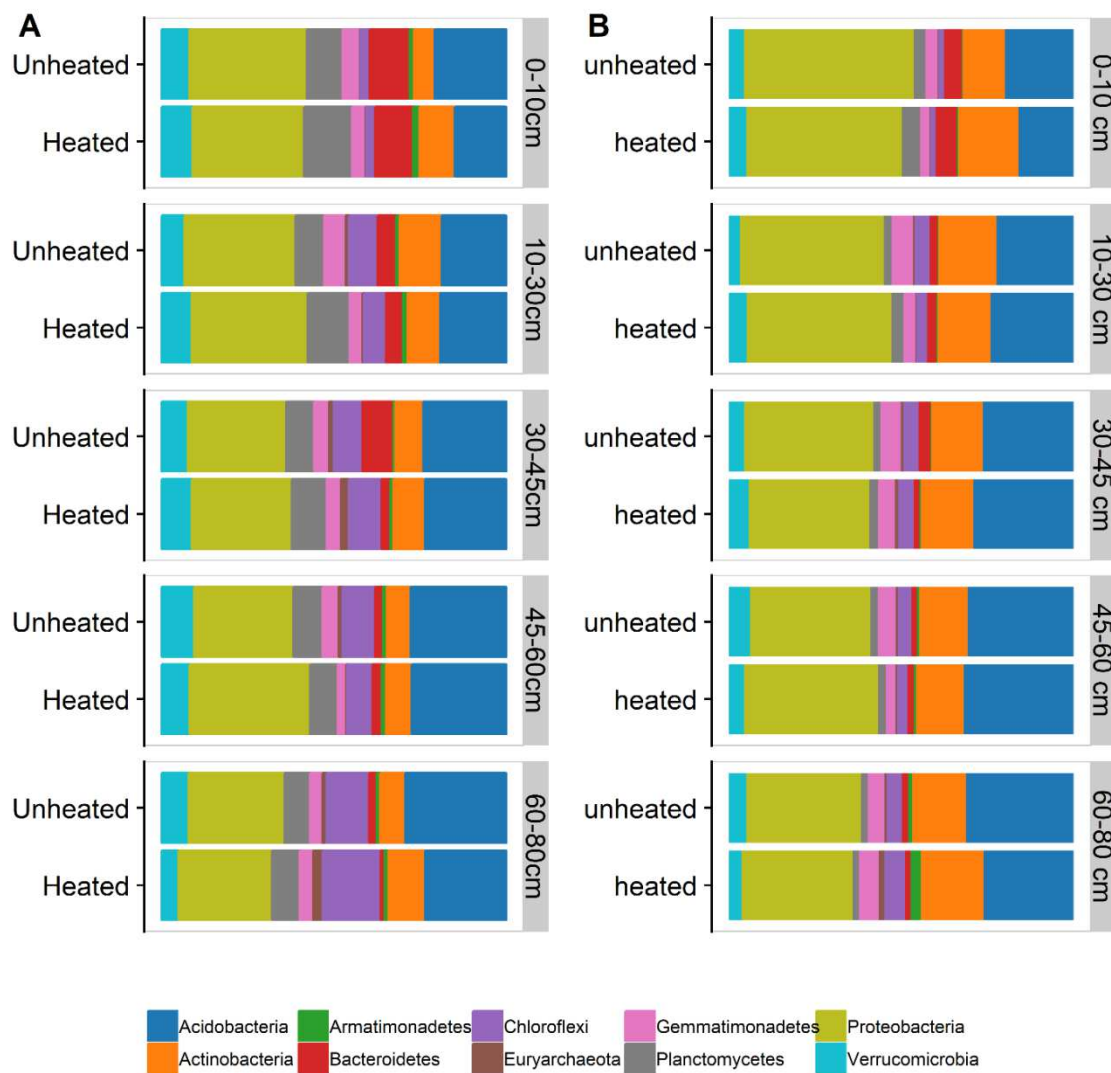 A
Unheated
Heated
0-10cm
Unheated
Heated
10-30cm
Unheated
Heated
30-45cm
Unheated
Heated
45-60cm
Unheated
Heated
60-80cm
B
unheated
heated
0-10 cm
unheated
heated
10-30 cm
unheated
heated
30-45 cm
unheated
heated
45-60 cm
unheated
heated
60-80 cm
Acidobacteria Armatimonadetes Chloroflexi Gemmatimonadetes Proteobacteria
Actinobacteria Bacteroidetes Euryarchaeota Planctomycetes Verrucomicrobia